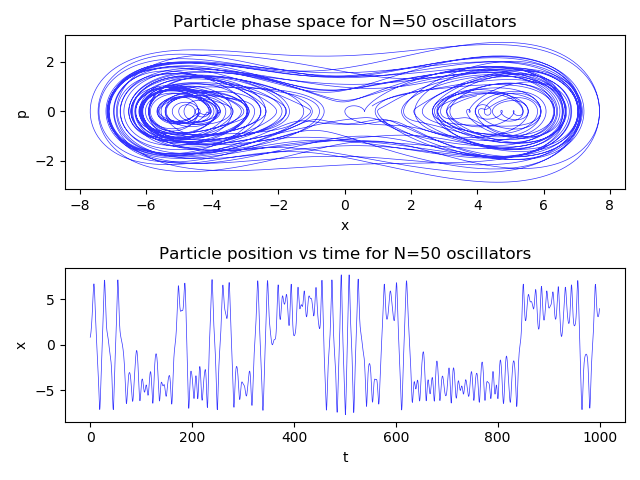 Particle phase space for N=50 oscillators
2
0
−2
p
−8 −6 −4 −2 0 2 4 6 8
x
Particle position vs time for N=50 oscillators
5
0
−5
x
0 200 400 600 800 1000
t